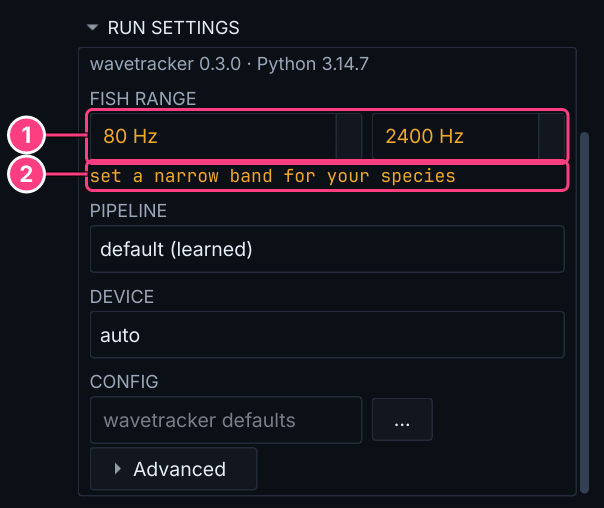 RUN SETTINGS
wavetracker 0.3.0 · Python 3.14.7
FISH RANGE
1
80 Hz
2400 Hz
2
set a narrow band for your species
PIPELINE
default (learned)
DEVICE
auto
CONFIG
wavetracker defaults
...
Advanced